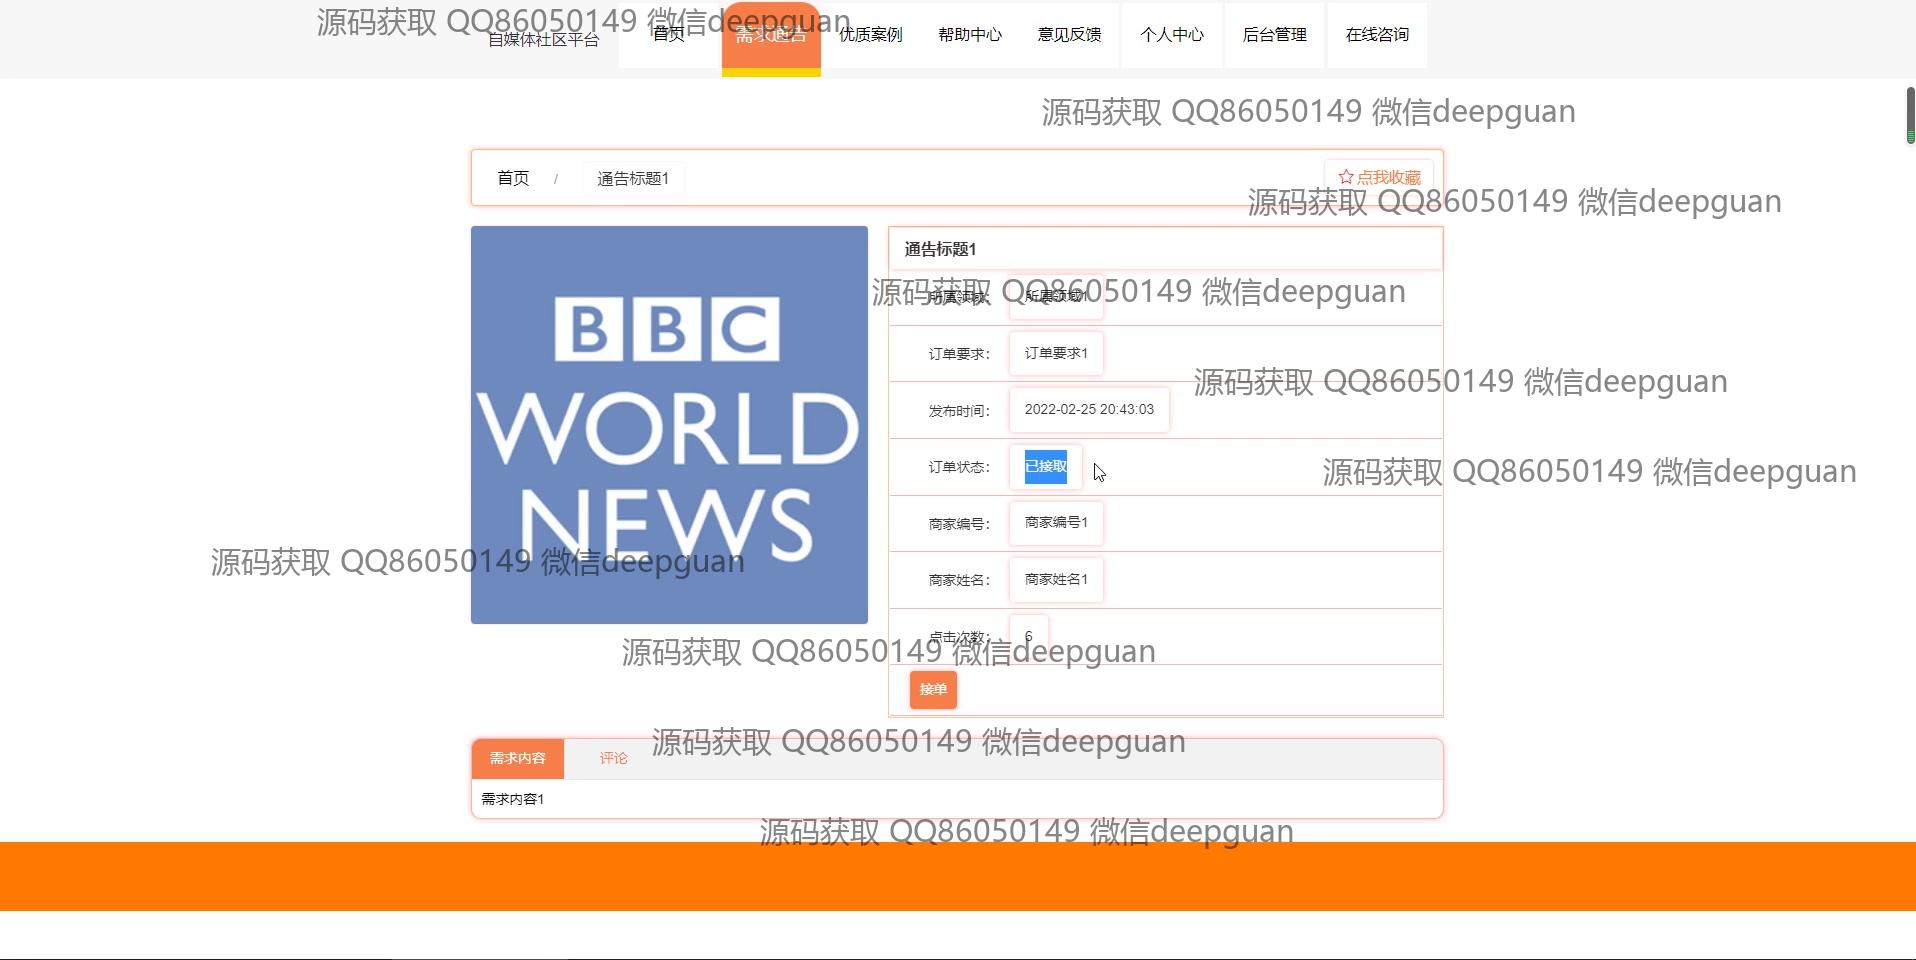 源码获取 QQ86050149 微信deepguan
自媒体社区平台 首页 需求通告 优质案例 帮助中心 意见反馈 个人中心 后台管理 在线咨询
源码获取 QQ86050149 微信deepguan
首页 / 通告标题1 点我收藏
源码获取 QQ86050149 微信deepguan
BBC
WORLD
NEWS
通告标题1
源码获取 QQ86050149 微信deepguan
所属领域： 所属领域1
订单要求： 订单要求1
源码获取 QQ86050149 微信deepguan
发布时间： 2022-02-25 20:43:03
订单状态： 已接取
源码获取 QQ86050149 微信deepguan
商家编号： 商家编号1
源码获取 QQ86050149 微信deepguan
商家姓名： 商家姓名1
点击次数： 6
源码获取 QQ86050149 微信deepguan
接单
源码获取 QQ86050149 微信deepguan
需求内容 评论
需求内容1
源码获取 QQ86050149 微信deepguan